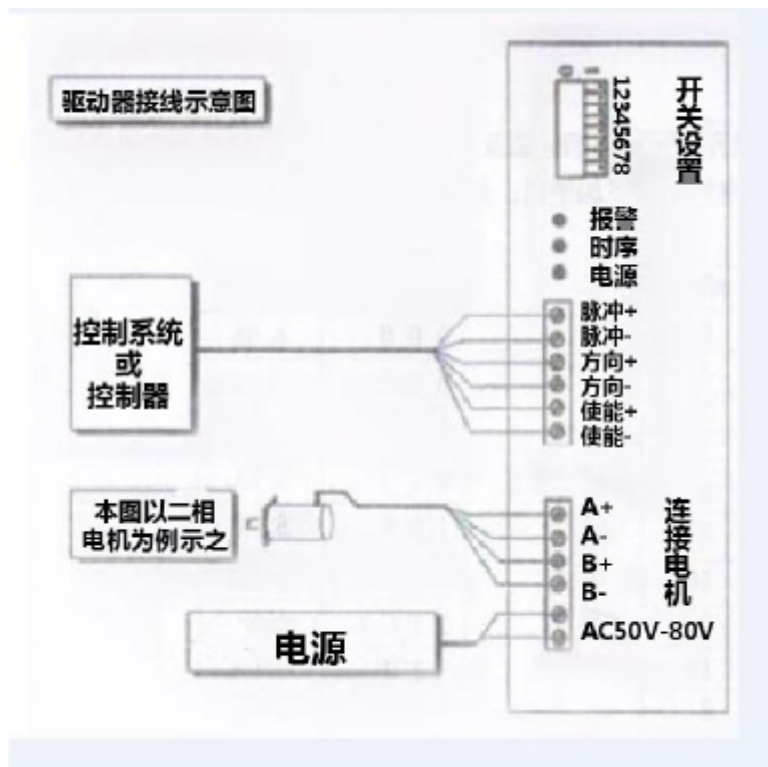 驱动器接线示意图
12345678
开关设置
报警
时序
电源
控制系统
或
控制器
脉冲+
脉冲-
方向+
方向-
使能+
使能-
本图以二相
电机为例示之
A+
A-
B+
B-
连接电机
电源
AC50V-80V